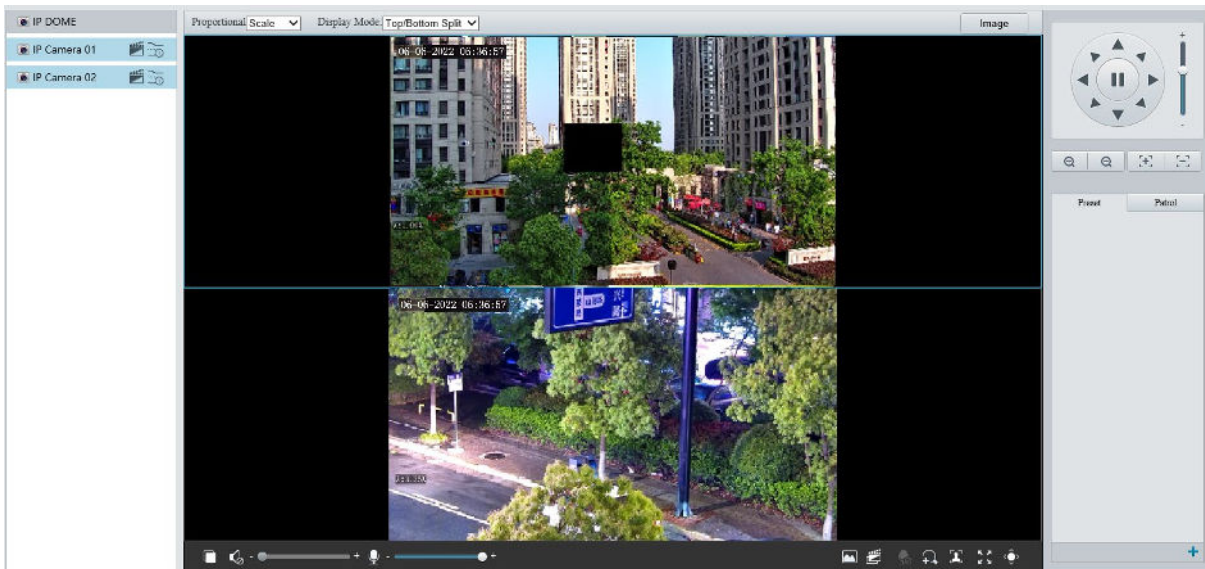 IP DOME
IP Camera 01
IP Camera 02
Proportional Scale
Display Mode. Top/Bottom Split
Image
06-06-2022 06:36:57
06-06-2022 06:36:57
Preset
Patrol